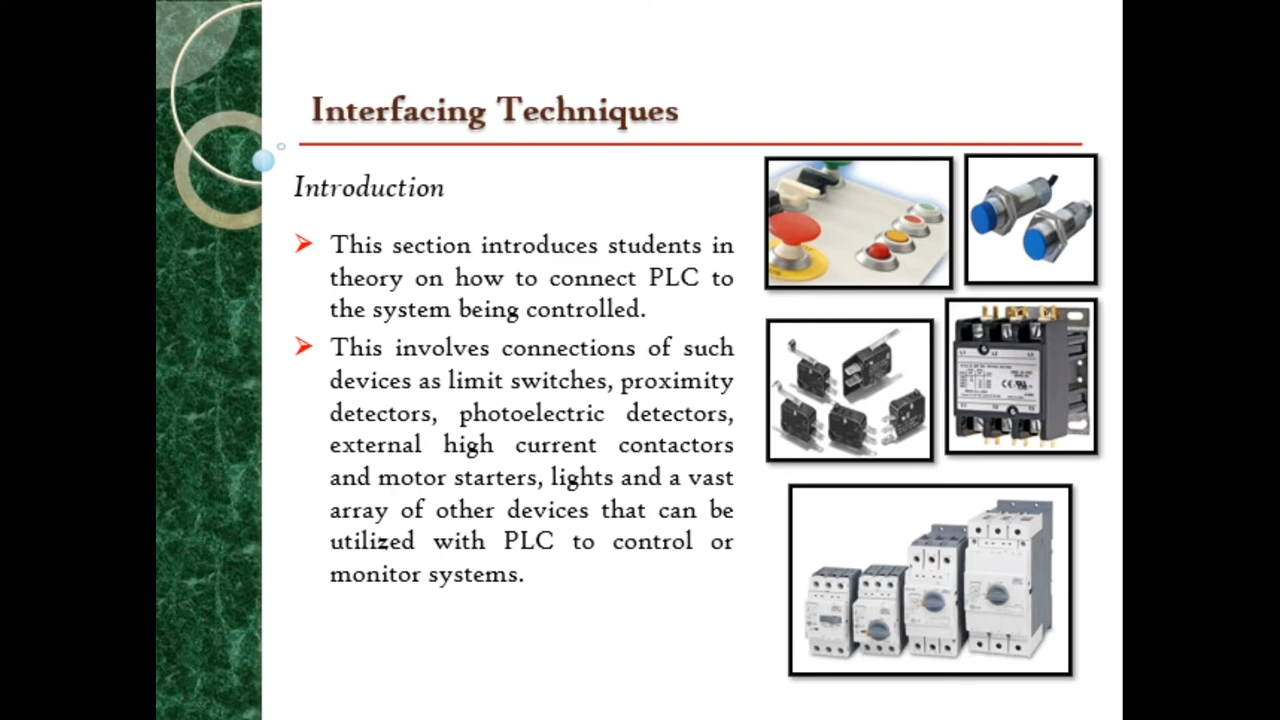 Interfacing Techniques
Introduction
This section introduces students in
theory on how to connect PLC to
the system being controlled.
This involves connections of such
devices as limit switches, proximity
detectors, photoelectric detectors,
external high current contactors
and motor starters, lights and a vast
array of other devices that can be
utilized with PLC to control or
monitor systems.
L1 L2 L3